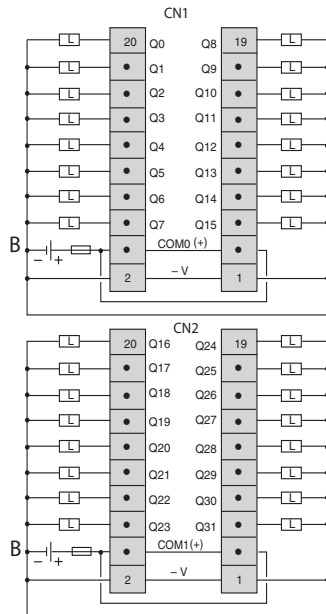 CN1
L 20 Q0 Q8 19 L
L Q1 Q9 L
L Q2 Q10 L
L Q3 Q11 L
L Q4 Q12 L
L Q5 Q13 L
L Q6 Q14 L
L Q7 Q15 L
B − + COM0 (+)
2 − V 1
CN2
L 20 Q16 Q24 19 L
L Q17 Q25 L
L Q18 Q26 L
L Q19 Q27 L
L Q20 Q28 L
L Q21 Q29 L
L Q22 Q30 L
L Q23 Q31 L
B − + COM1 (+)
2 − V 1